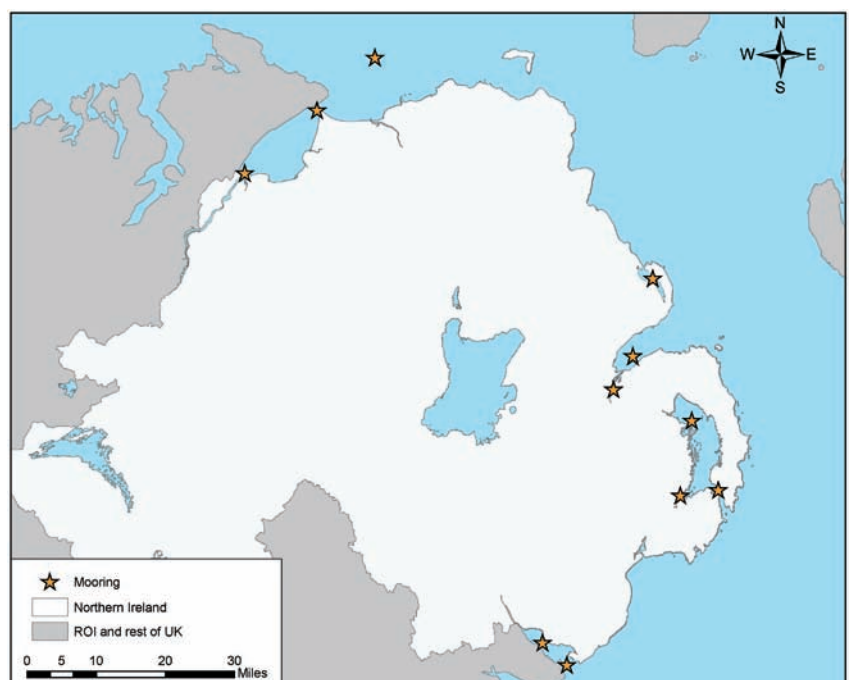 N
W E
S
Mooring
Northern Ireland
ROI and rest of UK
0 5 10 20 30
Miles